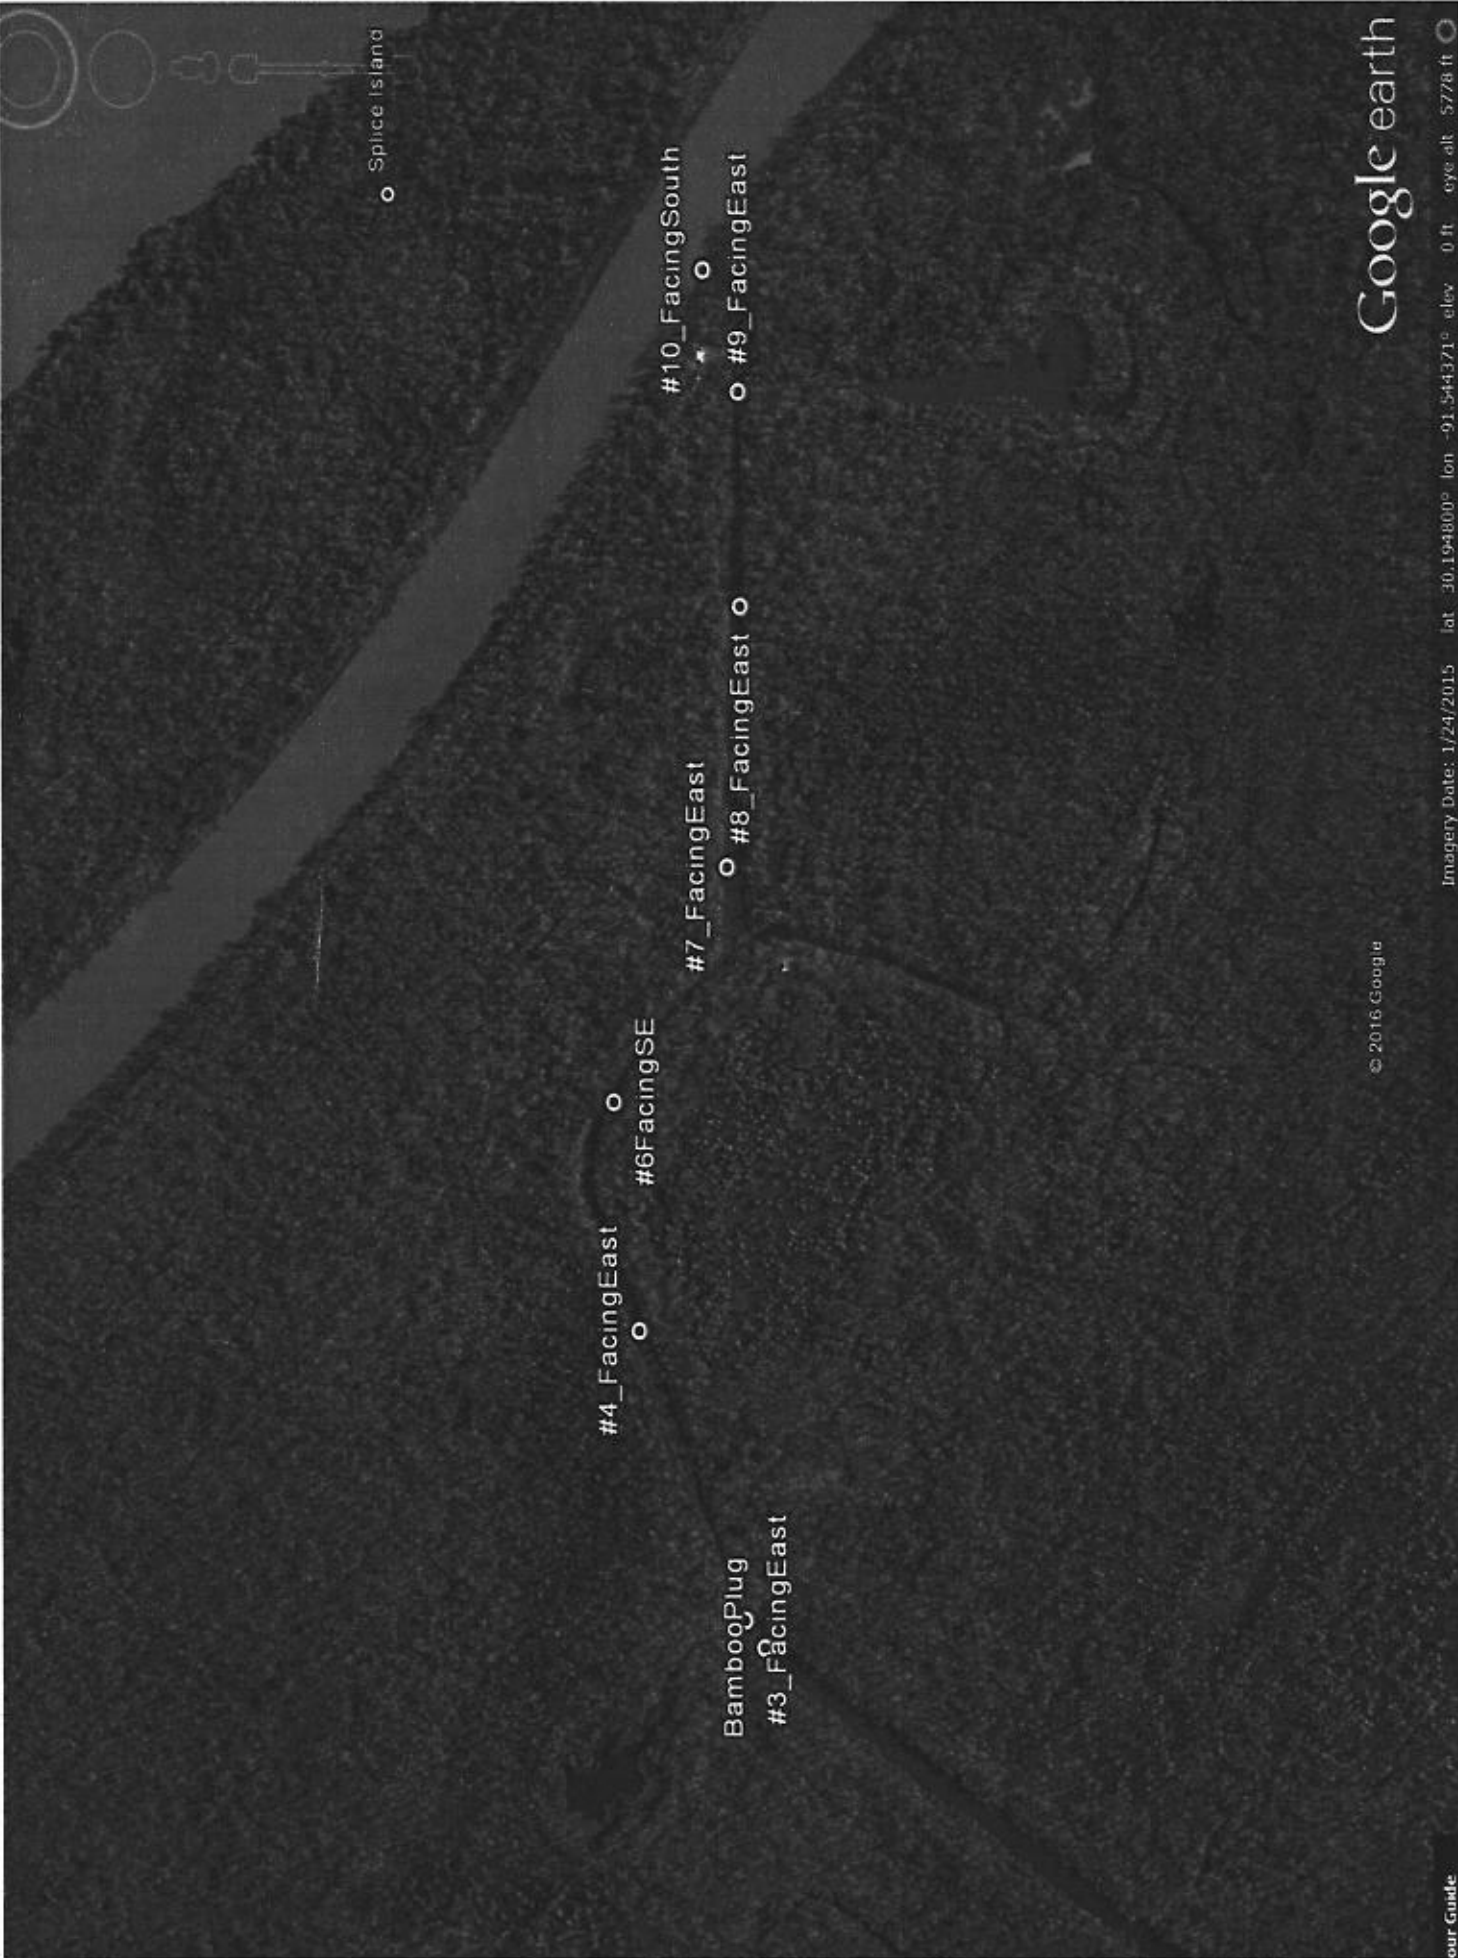 Splice Island
#10_FacingSouth
#9_FacingEast
#8_FacingEast
#7_FacingEast
#6FacingSE
#4_FacingEast
BambooPlug
#3_FacingEast
© 2016 Google
Google earth
our Guide
Imagery Date: 1/24/2015 lat 30.194800° lon -91.544371° elev 0 ft eye alt 5778 ft